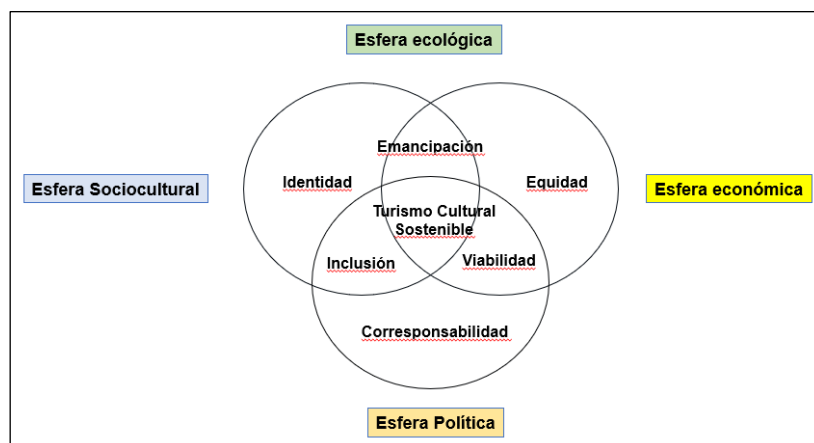 Esfera ecológica
Emancipación
Identidad
Equidad
Esfera Sociocultural
Esfera económica
Turismo Cultural
Sostenible
Inclusión
Viabilidad
Corresponsabilidad
Esfera Política